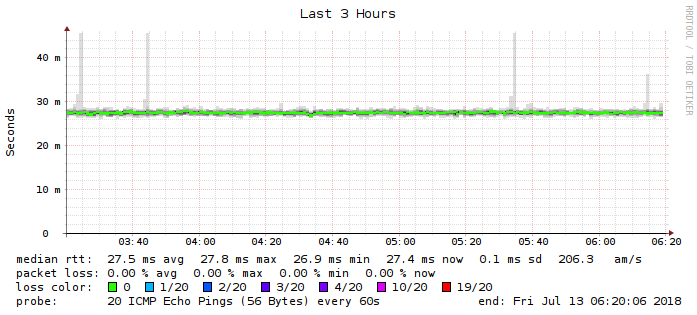 Last 3 Hours
RRDTOOL / TOBI OETIKER
Seconds
40 m
30 m
20 m
10 m
0
03:40 04:00 04:20 04:40 05:00 05:20 05:40 06:00 06:20
median rtt: 27.5 ms avg 27.8 ms max 26.9 ms min 27.4 ms now 0.1 ms sd 206.3 am/s
packet loss: 0.00 % avg 0.00 % max 0.00 % min 0.00 % now
loss color: 0 1/20 2/20 3/20 4/20 10/20 19/20
probe: 20 ICMP Echo Pings (56 Bytes) every 60s end: Fri Jul 13 06:20:06 2018